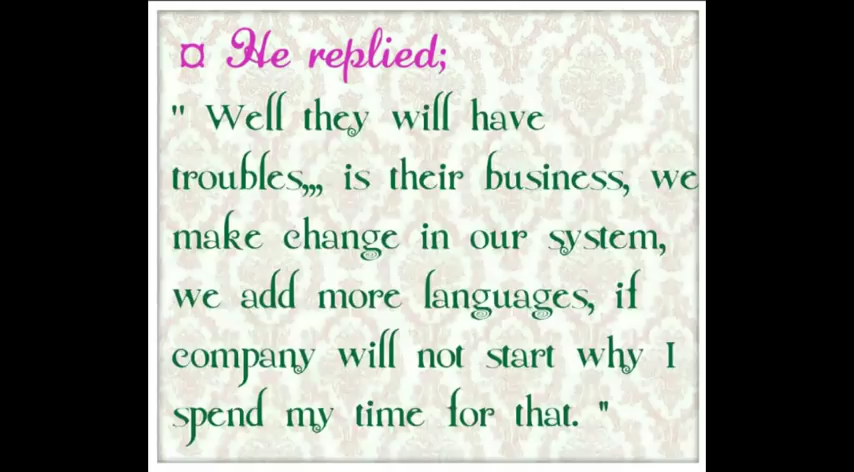 ¤ He replied;
" Well they will have
troubles,,, is their business, we
make change in our system,
we add more languages, if
company will not start why I
spend my time for that. "